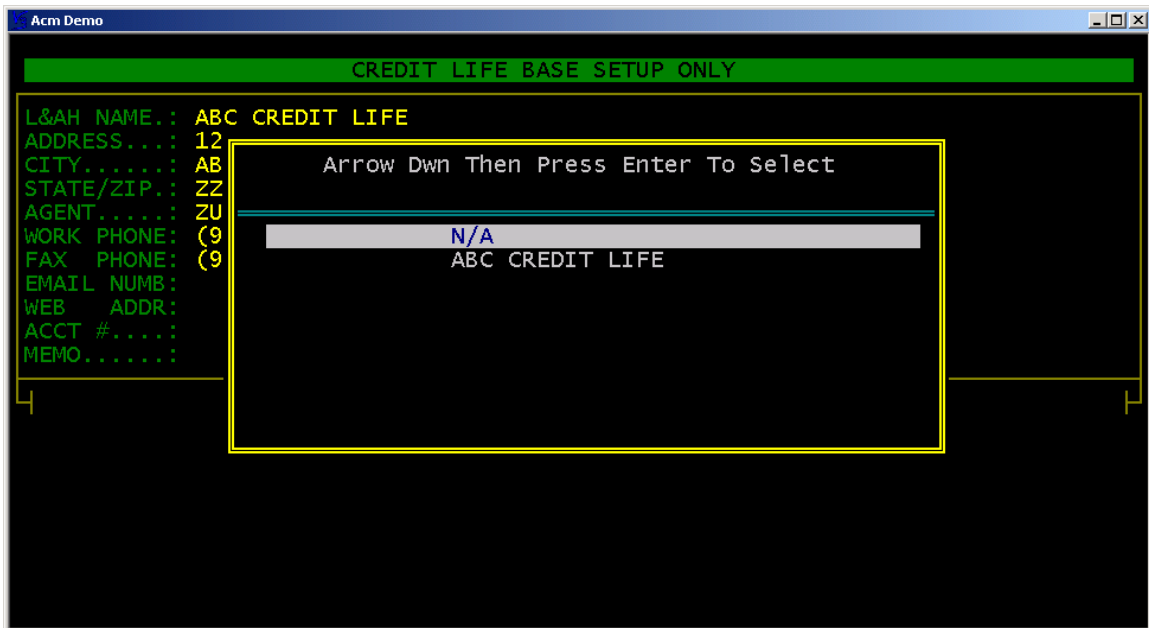 Acm Demo
CREDIT LIFE BASE SETUP ONLY
L&AH NAME.: ABC CREDIT LIFE
ADDRESS...: 12
CITY......: AB
STATE/ZIP.: ZZ
AGENT.....: ZU
WORK PHONE: (9
FAX  PHONE: (9
EMAIL NUMB:
WEB   ADDR:
ACCT #....:
MEMO......:
Arrow Dwn Then Press Enter To Select
N/A
ABC CREDIT LIFE